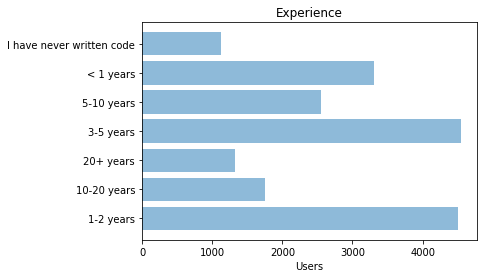 Experience
I have never written code
< 1 years
5-10 years
3-5 years
20+ years
10-20 years
1-2 years
0 1000 2000 3000 4000
Users